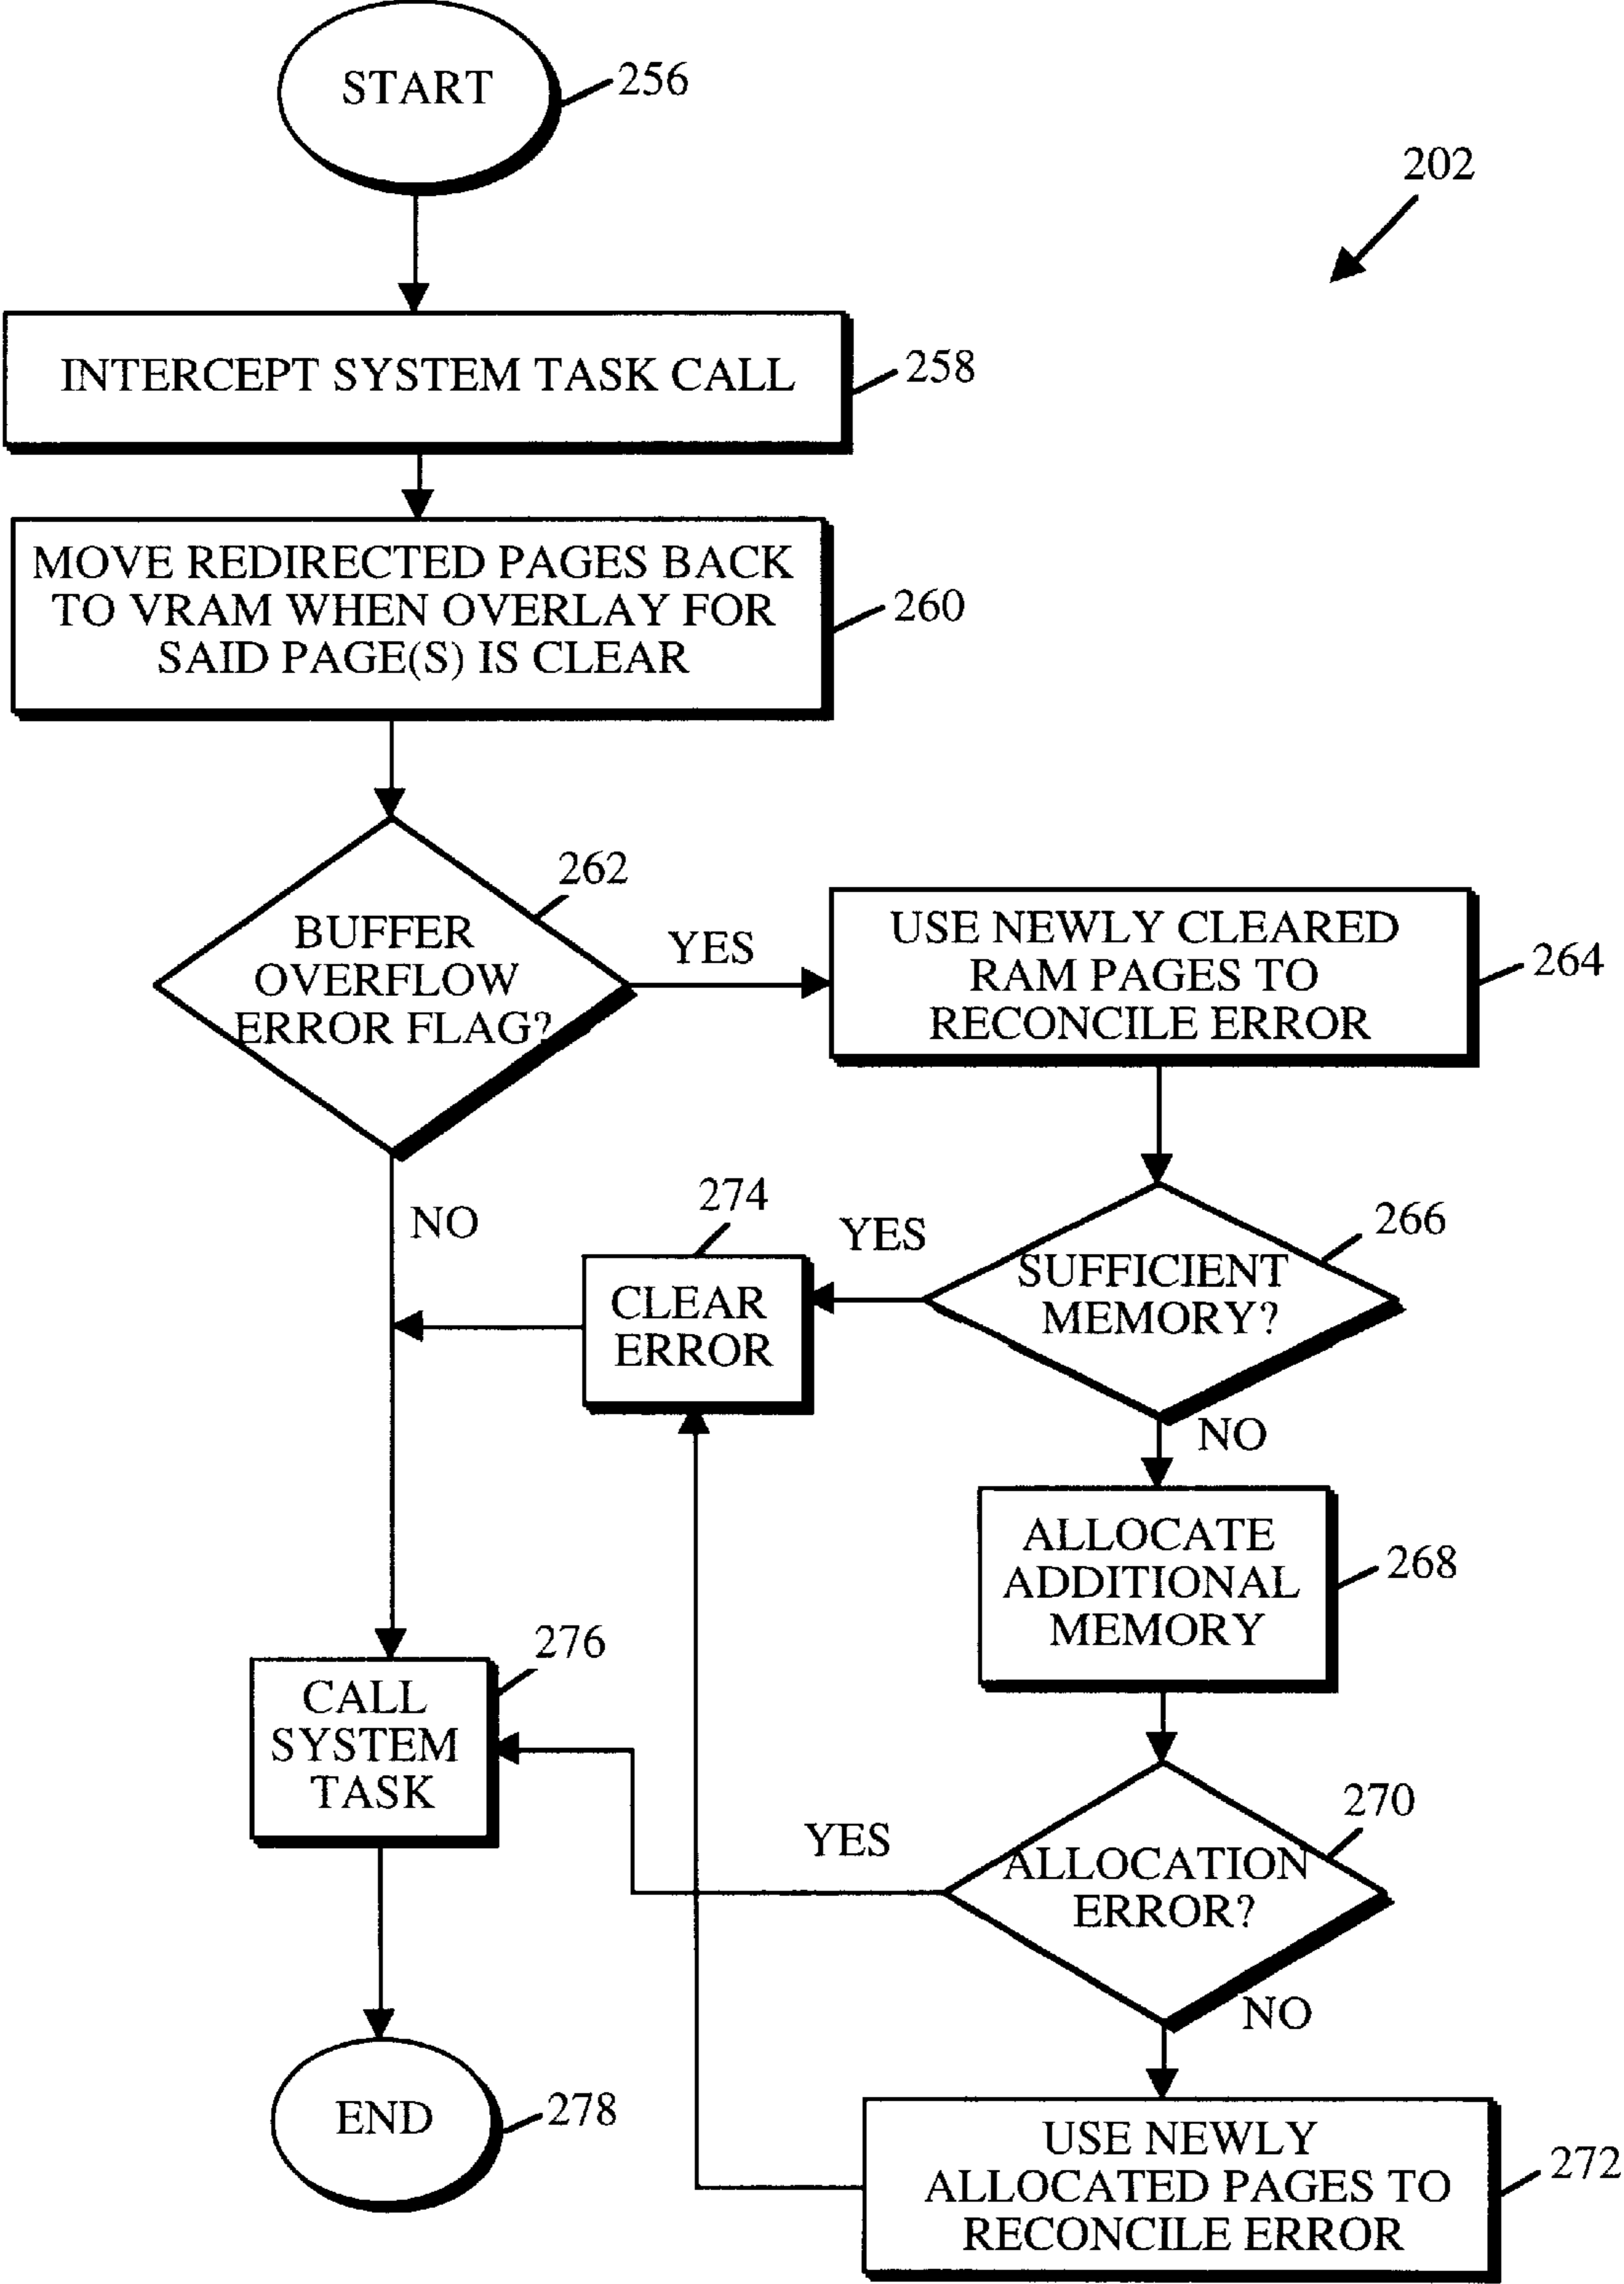 START
256
202
INTERCEPT SYSTEM TASK CALL
258
MOVE REDIRECTED PAGES BACK
TO VRAM WHEN OVERLAY FOR
SAID PAGE(S) IS CLEAR
260
262
BUFFER
OVERFLOW
ERROR FLAG?
YES
USE NEWLY CLEARED
RAM PAGES TO
RECONCILE ERROR
264
NO
274
YES
266
SUFFICIENT
MEMORY?
CLEAR
ERROR
NO
ALLOCATE
ADDITIONAL
MEMORY
268
276
CALL
SYSTEM
TASK
270
YES
ALLOCATION
ERROR?
NO
END
278
USE NEWLY
ALLOCATED PAGES TO
RECONCILE ERROR
272